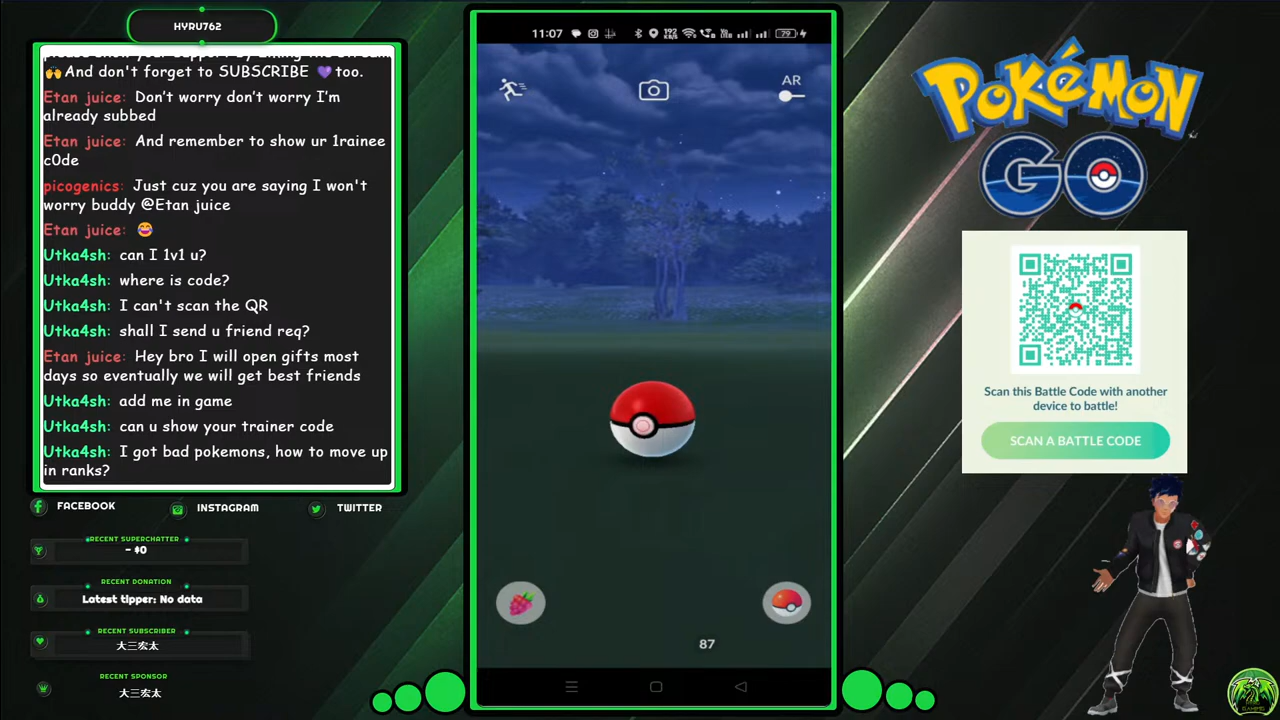 HYRU762
🙌And don't forget to SUBSCRIBE 💜too.
Etan juice: Don't worry don't worry I'm
already subbed
Etan juice: And remember to show ur 1rainee
c0de
picogenics: Just cuz you are saying I won't
worry buddy @Etan juice
Etan juice: 😂
Utka4sh: can I 1v1 u?
Utka4sh: where is code?
Utka4sh: I can't scan the QR
Utka4sh: shall I send u friend req?
Etan juice: Hey bro I will open gifts most
days so eventually we will get best friends
Utka4sh: add me in game
Utka4sh: can u show your trainer code
Utka4sh: I got bad pokemons, how to move up
in ranks?
FACEBOOK
INSTAGRAM
TWITTER
RECENT SUPERCHATTER
- $0
RECENT DONATION
Latest tipper: No data
RECENT SUBSCRIBER
大三宏太
RECENT SPONSOR
大三宏太
11:07
192
KB/S
79
AR
87
POKéMON
GO
Scan this Battle Code with another
device to battle!
SCAN A BATTLE CODE